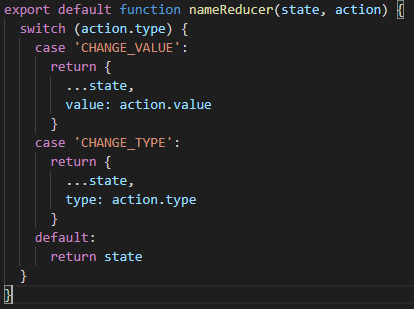 export default function nameReducer(state, action) {
  switch (action.type) {
    case 'CHANGE_VALUE':
      return {
        ...state,
        value: action.value
      }
    case 'CHANGE_TYPE':
      return {
        ...state,
        type: action.type
      }
    default:
      return state
  }
}